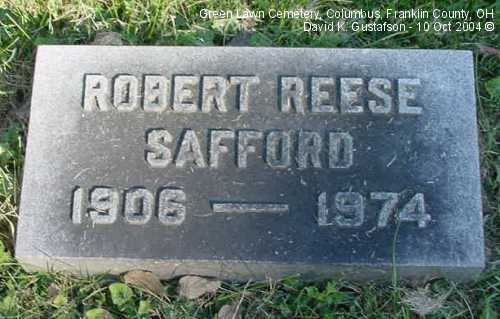 Green Lawn Cemetery, Columbus, Franklin County, OH
David K. Gustafson - 10 Oct 2004 ©
ROBERT REESE
SAFFORD
1906 — 1974